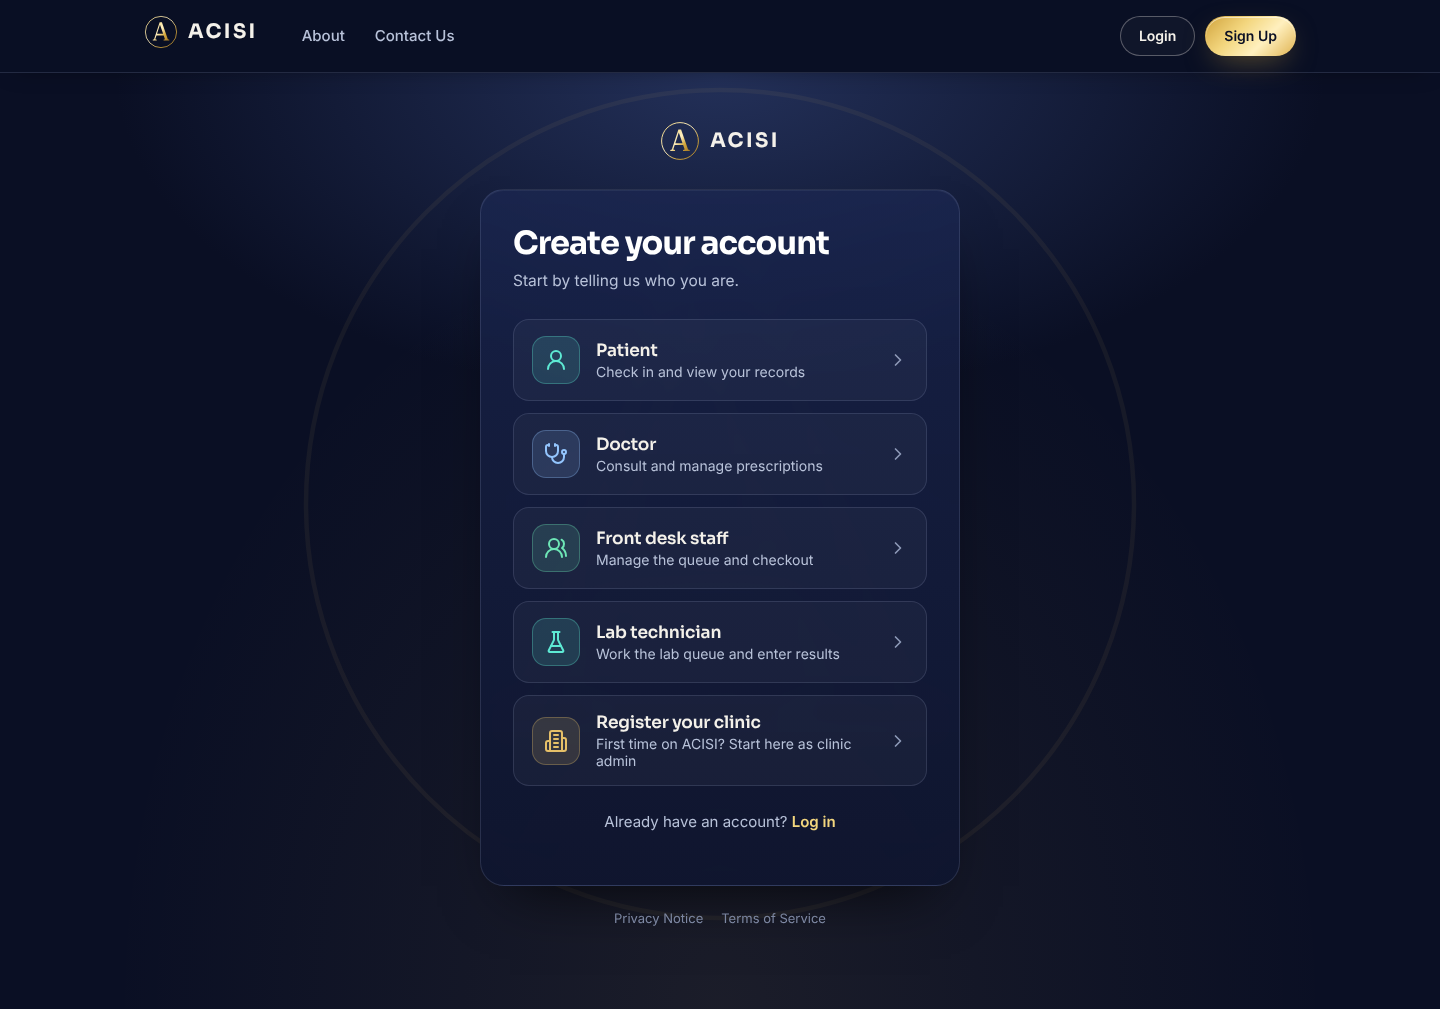 A ACISI About Contact Us Login Sign Up
A ACISI
Create your account
Start by telling us who you are.
Patient
Check in and view your records
Doctor
Consult and manage prescriptions
Front desk staff
Manage the queue and checkout
Lab technician
Work the lab queue and enter results
Register your clinic
First time on ACISI? Start here as clinic
admin
Already have an account? Log in
Privacy Notice Terms of Service